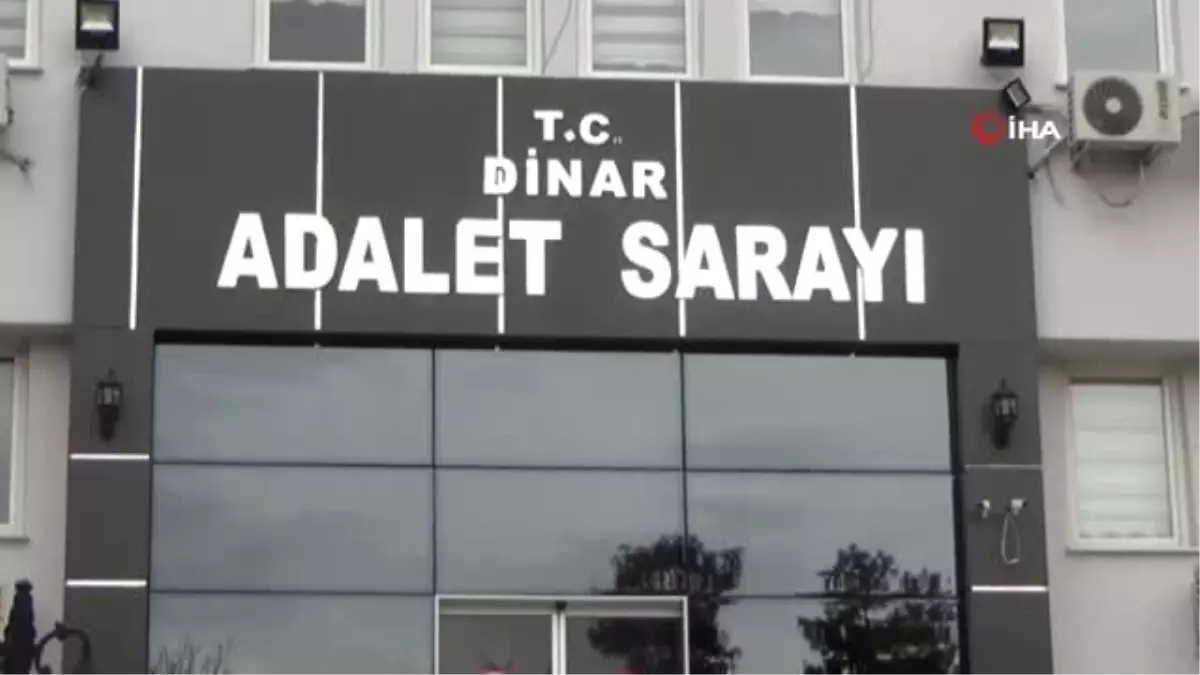 T.C.
DİNAR
ADALET SARAYI
İHA